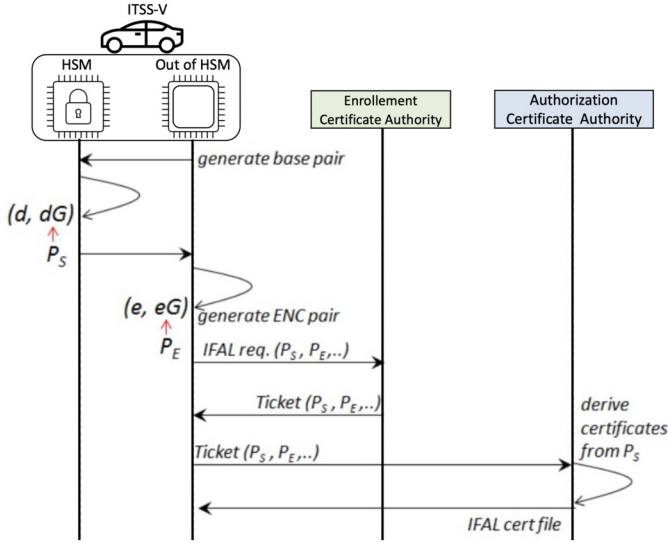 ITSS-V
HSM
Out of HSM
Enrollement
Certificate Authority
Authorization
Certificate Authority
generate base pair
(d, dG)
P_S
(e, eG)
generate ENC pair
P_E
IFAL req. (P_S, P_E,..)
Ticket (P_S, P_E,..)
derive
certificates
from P_S
Ticket (P_S, P_E,..)
IFAL cert file